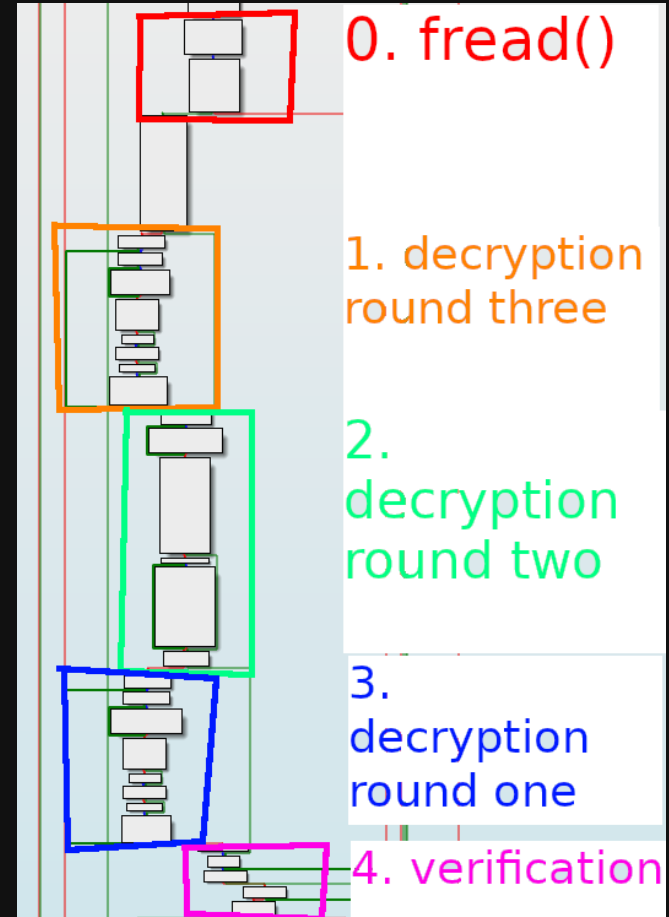 0. fread()
1. decryption
round three
2.
decryption
round two
3.
decryption
round one
4. verification